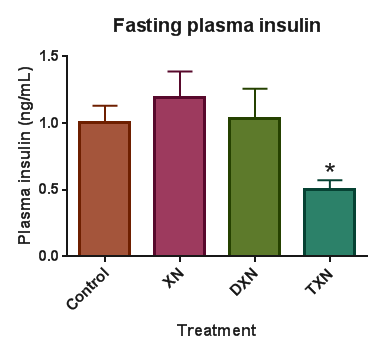 Fasting plasma insulin
Plasma insulin (ng/mL)
1.5
1.0
0.5
0.0
*
Control
XN
DXN
TXN
Treatment